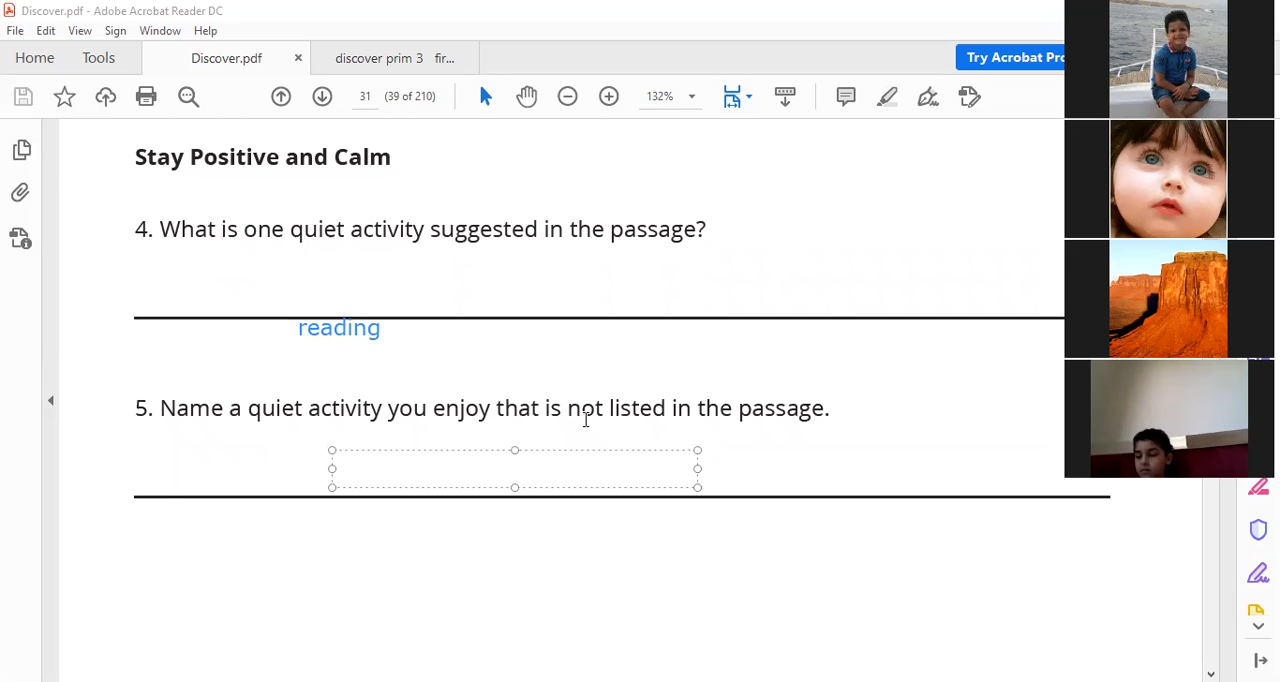 Discover.pdf - Adobe Acrobat Reader DC
File Edit View Sign Window Help
Home Tools Discover.pdf × discover prim 3 fir... Try Acrobat Pro
31 (39 of 210) 132%
Stay Positive and Calm
4. What is one quiet activity suggested in the passage?
reading
5. Name a quiet activity you enjoy that is not listed in the passage.